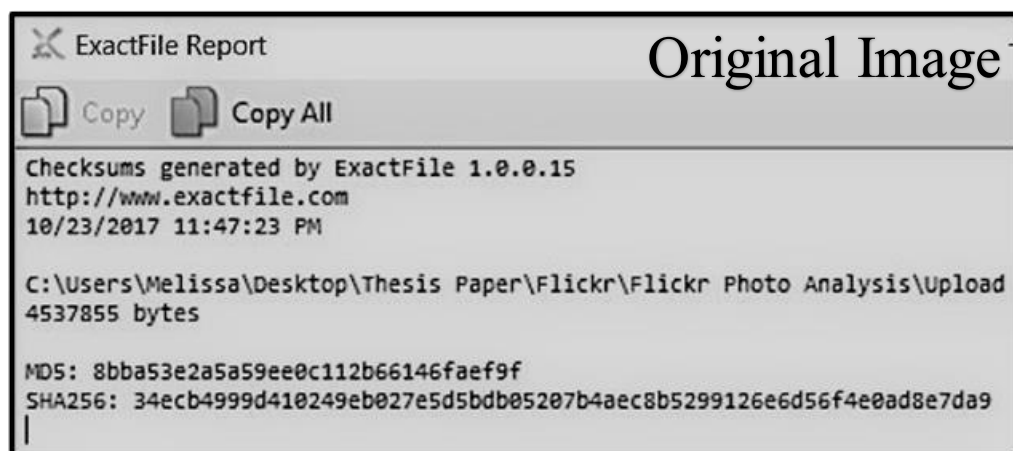 ExactFile Report
Original Image
Copy Copy All
Checksums generated by ExactFile 1.0.0.15
http://www.exactfile.com
10/23/2017 11:47:23 PM
C:\Users\Melissa\Desktop\Thesis Paper\Flickr\Flickr Photo Analysis\Upload
4537855 bytes
MD5: 8bba53e2a5a59ee0c112b66146faef9f
SHA256: 34ecb4999d410249eb027e5d5bdb05207b4aec8b5299126e6d56f4e0ad8e7da9